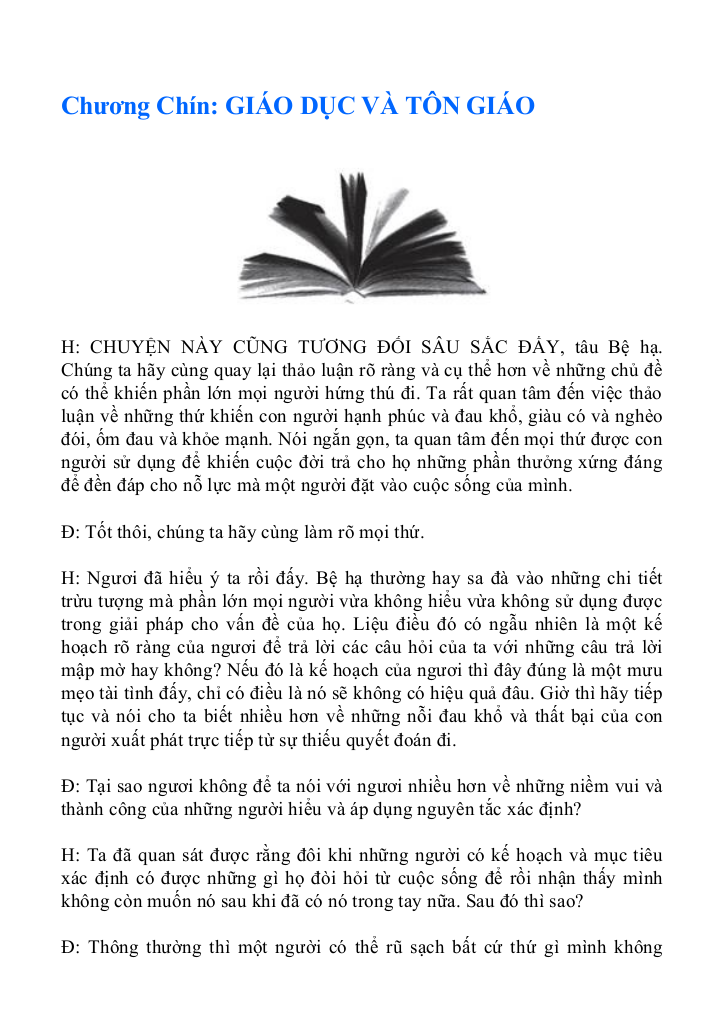 Chương Chín: GIÁO DỤC VÀ TÔN GIÁO
H: CHUYỆN NÀY CŨNG TƯƠNG ĐỐI SÂU SẮC ĐẤY, tâu Bệ hạ.
Chúng ta hãy cùng quay lại thảo luận rõ ràng và cụ thể hơn về những chủ đề
có thể khiến phần lớn mọi người hứng thú đi. Ta rất quan tâm đến việc thảo
luận về những thứ khiến con người hạnh phúc và đau khổ, giàu có và nghèo
đói, ốm đau và khỏe mạnh. Nói ngắn gọn, ta quan tâm đến mọi thứ được con
người sử dụng để khiến cuộc đời trả cho họ những phần thưởng xứng đáng
để đền đáp cho nỗ lực mà một người đặt vào cuộc sống của mình.
Đ: Tốt thôi, chúng ta hãy cùng làm rõ mọi thứ.
H: Ngươi đã hiểu ý ta rồi đấy. Bệ hạ thường hay sa đà vào những chi tiết
trừu tượng mà phần lớn mọi người vừa không hiểu vừa không sử dụng được
trong giải pháp cho vấn đề của họ. Liệu điều đó có ngẫu nhiên là một kế
hoạch rõ ràng của ngươi để trả lời các câu hỏi của ta với những câu trả lời
mập mờ hay không? Nếu đó là kế hoạch của ngươi thì đây đúng là một mưu
mẹo tài tình đấy, chỉ có điều là nó sẽ không có hiệu quả đâu. Giờ thì hãy tiếp
tục và nói cho ta biết nhiều hơn về những nỗi đau khổ và thất bại của con
người xuất phát trực tiếp từ sự thiếu quyết đoán đi.
Đ: Tại sao ngươi không để ta nói với ngươi nhiều hơn về những niềm vui và
thành công của những người hiểu và áp dụng nguyên tắc xác định?
H: Ta đã quan sát được rằng đôi khi những người có kế hoạch và mục tiêu
xác định có được những gì họ đòi hỏi từ cuộc sống để rồi nhận thấy mình
không còn muốn nó sau khi đã có nó trong tay nữa. Sau đó thì sao?
Đ: Thông thường thì một người có thể rũ sạch bất cứ thứ gì mình không